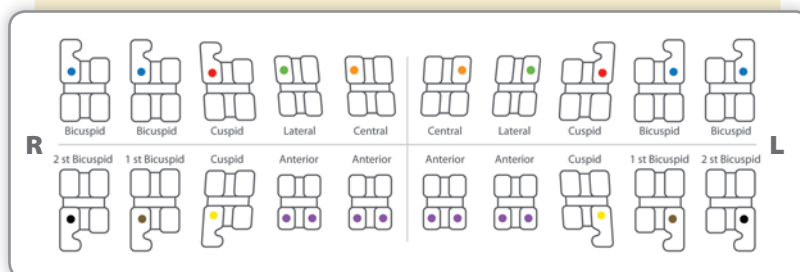 Bicuspid Bicuspid Cuspid Lateral Central Central Lateral Cuspid Bicuspid Bicuspid
R L
2 st Bicuspid 1 st Bicuspid Cuspid Anterior Anterior Anterior Anterior Cuspid 1 st Bicuspid 2 st Bicuspid